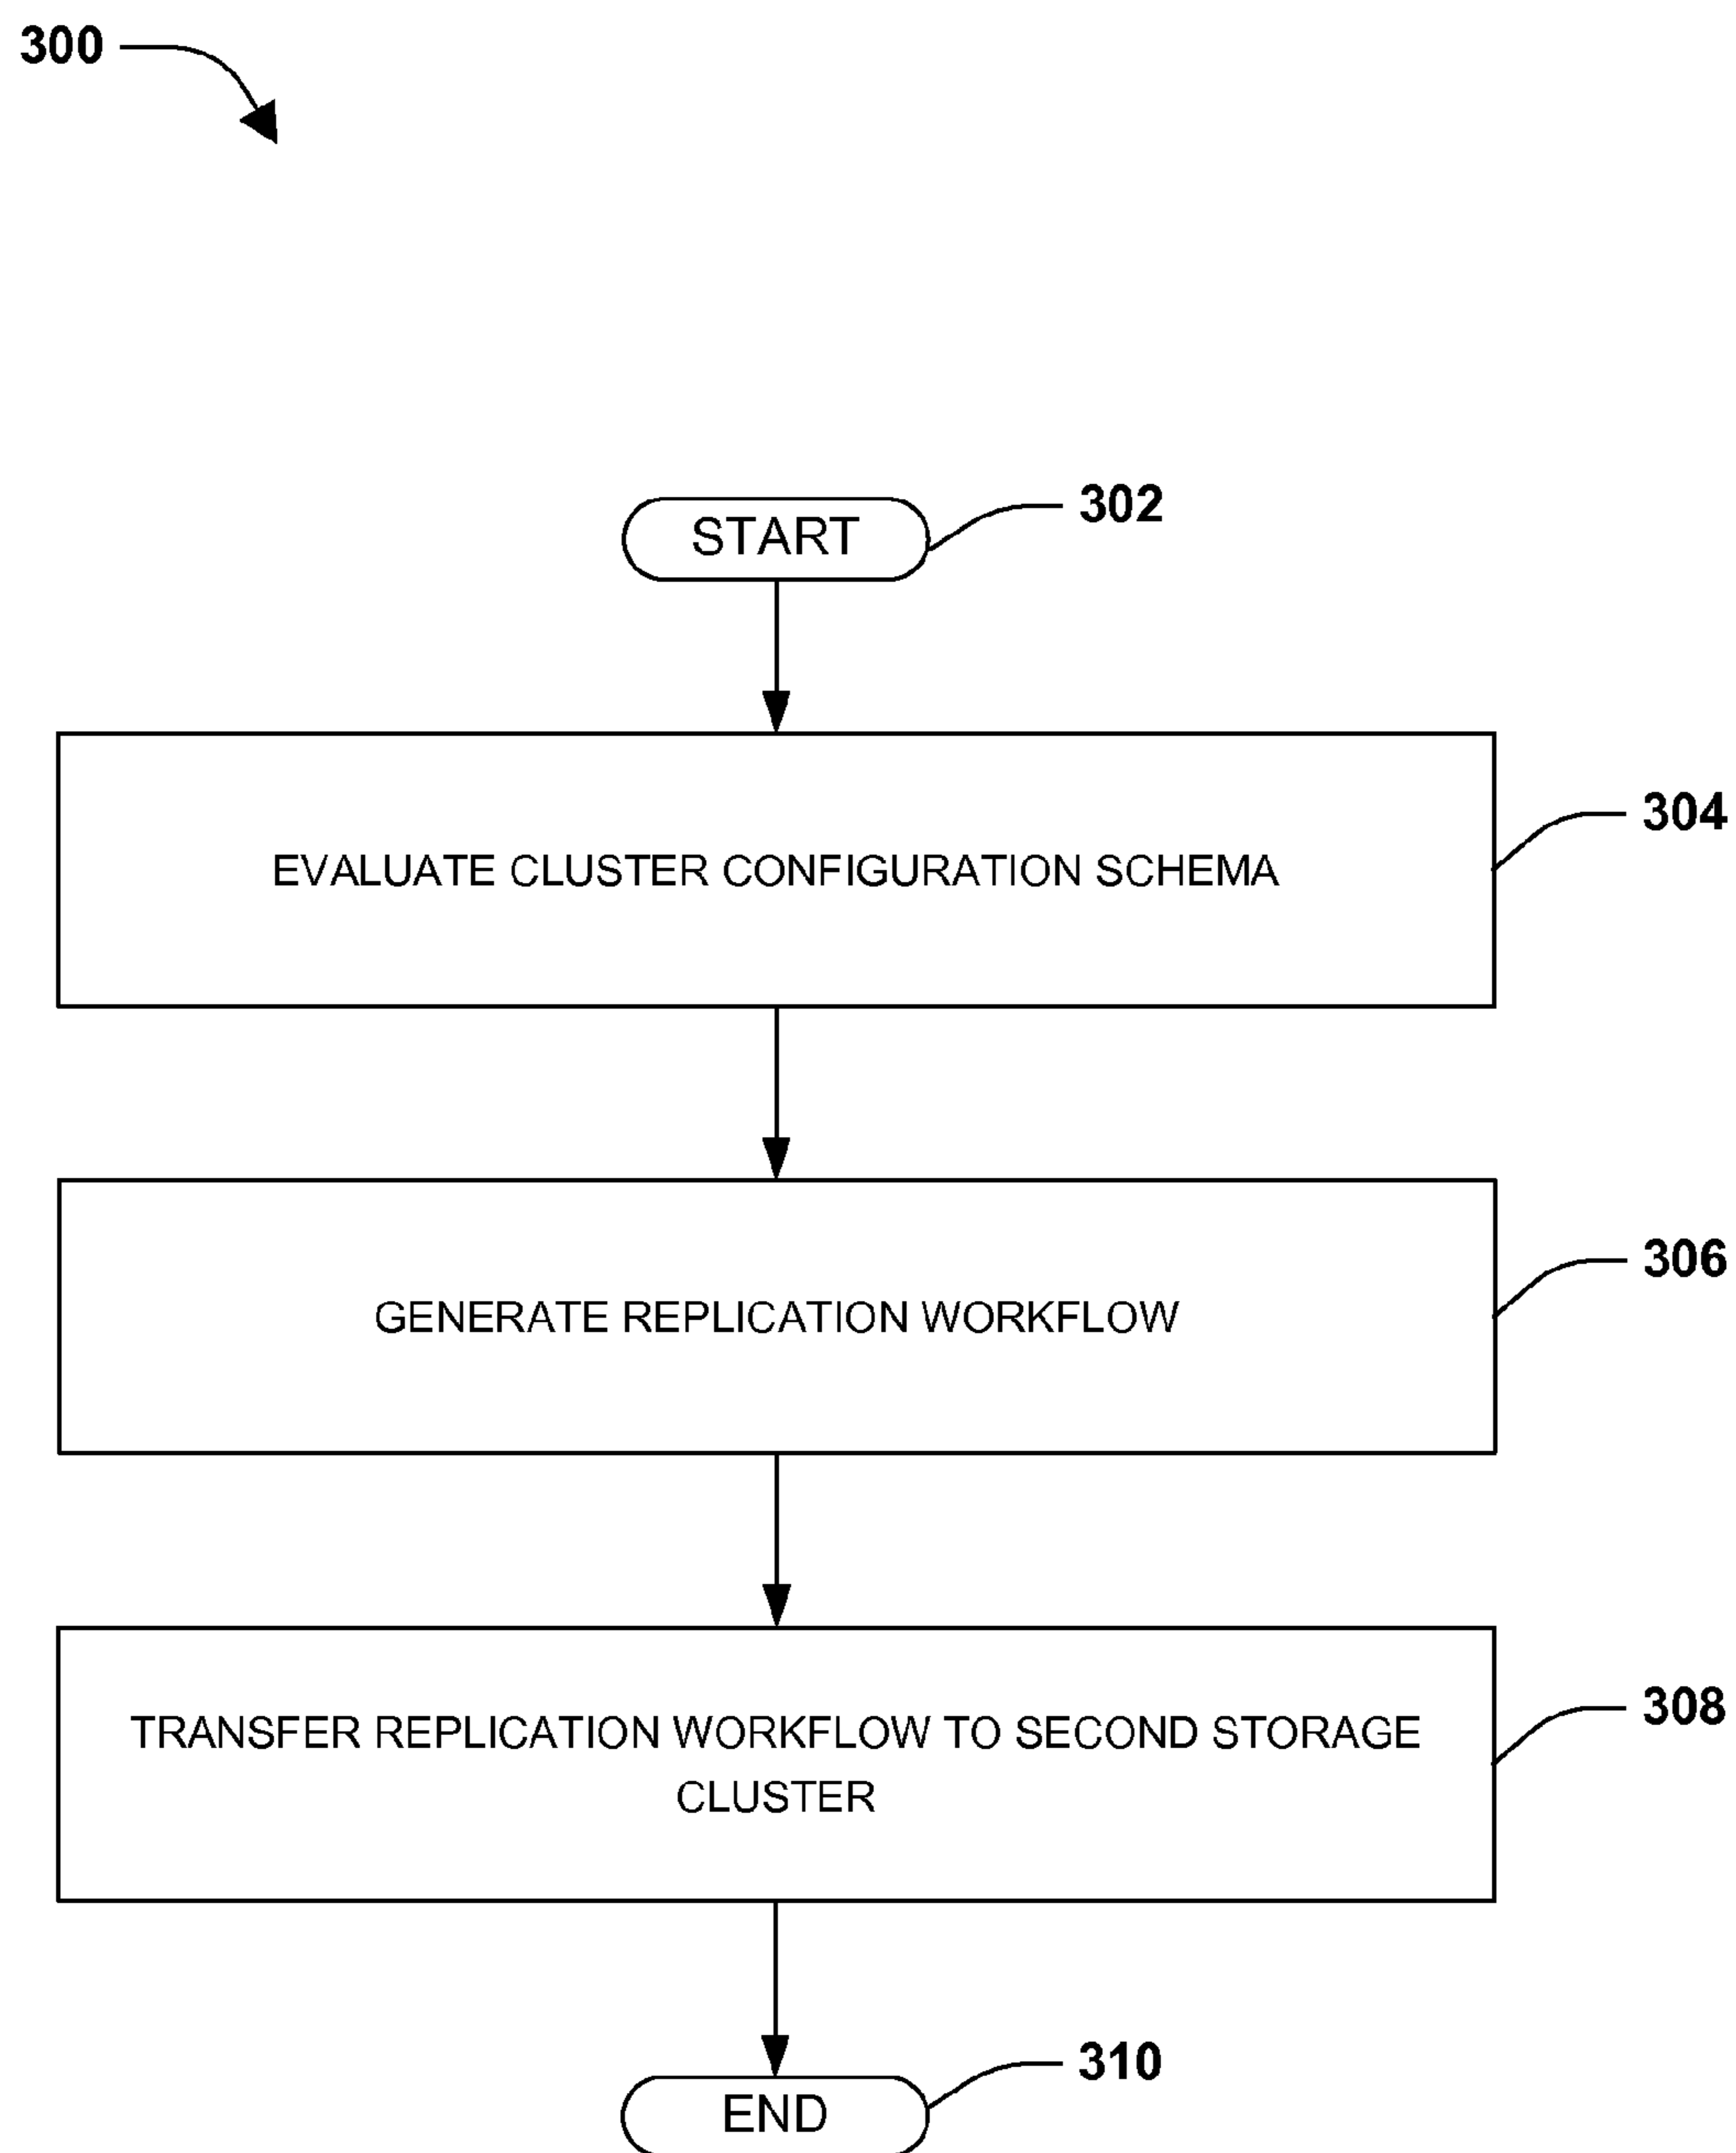 300
START
302
EVALUATE CLUSTER CONFIGURATION SCHEMA
304
GENERATE REPLICATION WORKFLOW
306
TRANSFER REPLICATION WORKFLOW TO SECOND STORAGE
CLUSTER
308
END
310